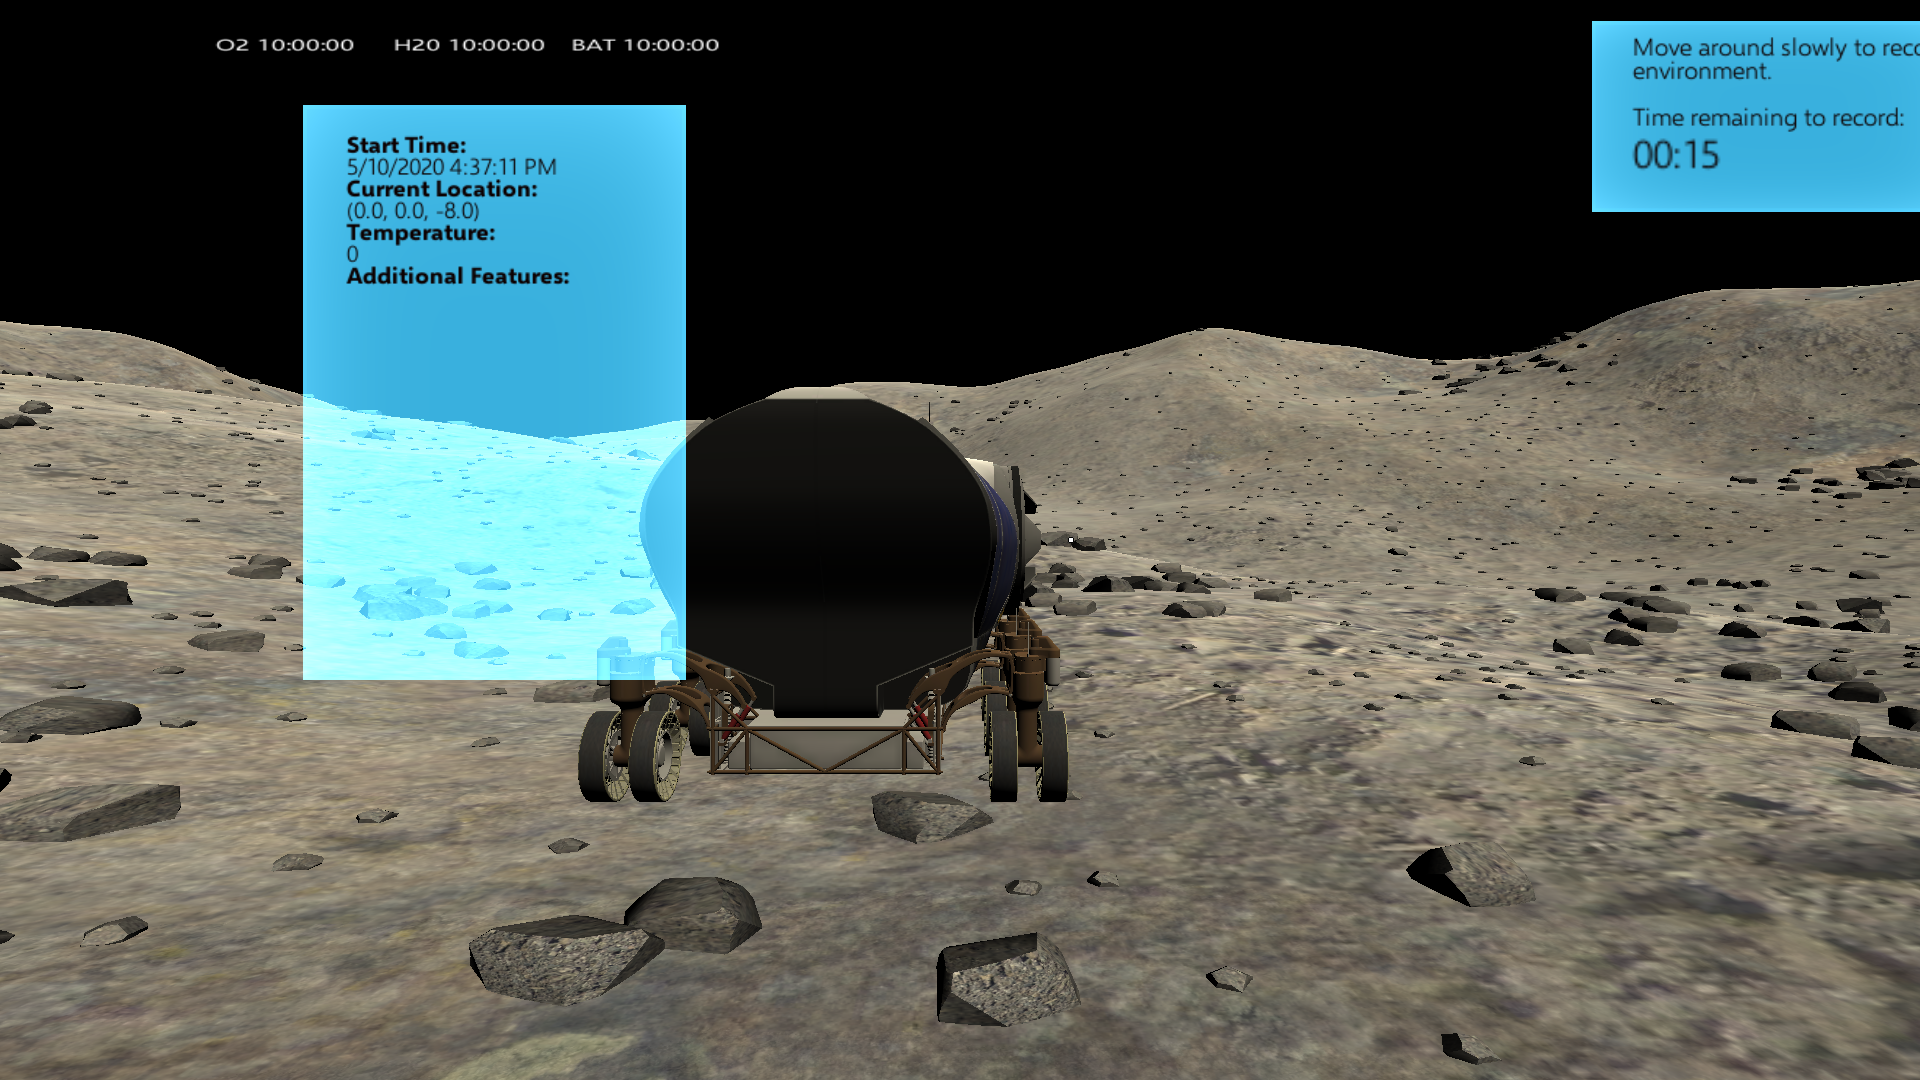 O2 10:00:00 H20 10:00:00 BAT 10:00:00
Start Time:
5/10/2020 4:37:11 PM
Current Location:
(0.0, 0.0, -8.0)
Temperature:
0
Additional Features:
Move around slowly to
environment.
Time remaining to record:
00:15